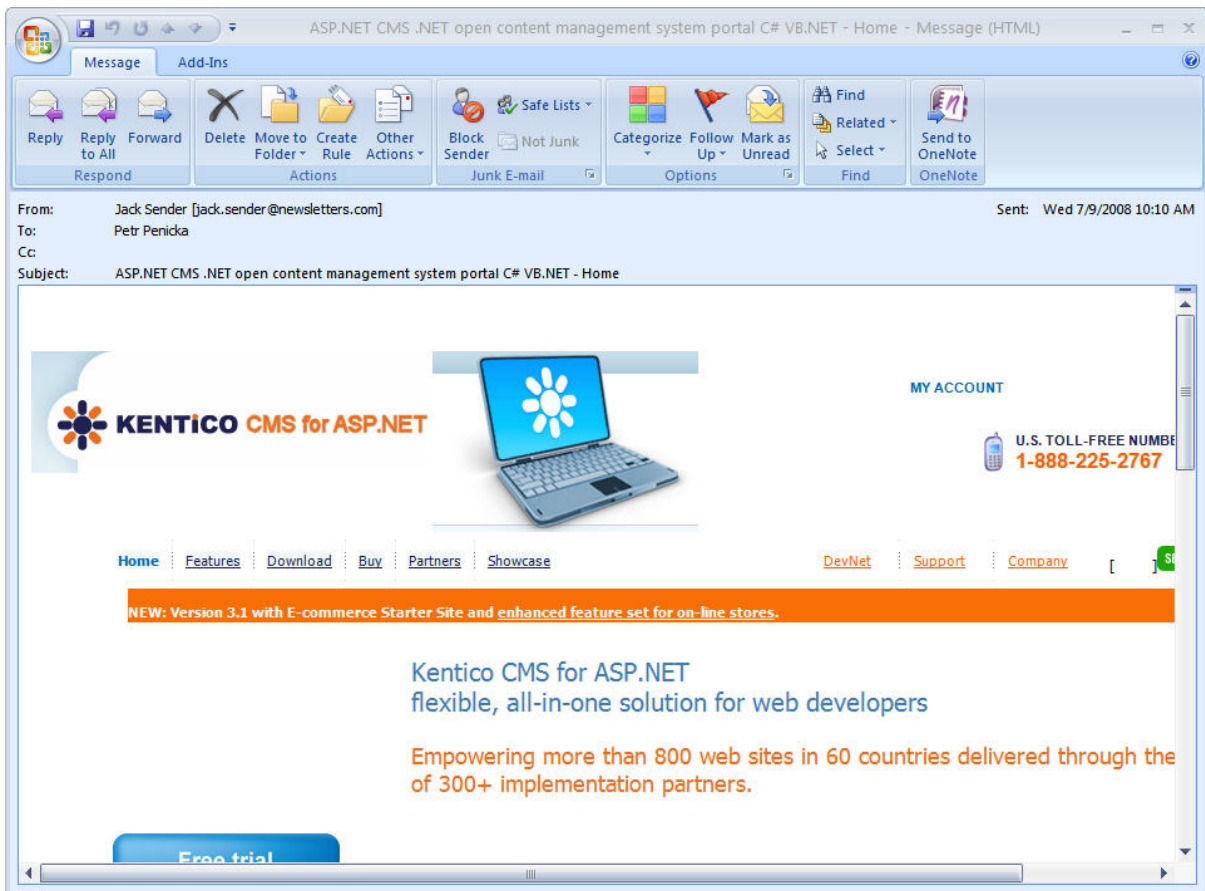 ASP.NET CMS .NET open content management system portal C# VB.NET - Home - Message (HTML)
Message Add-Ins
Reply Reply to All Forward
Respond
Delete Move to Folder Create Rule Other Actions
Actions
Block Sender Safe Lists Not Junk
Junk E-mail
Categorize Follow Up Mark as Unread
Options
Find
Related
Select
Find
Send to OneNote
OneNote
From: Jack Sender [jack.sender@newsletters.com] Sent: Wed 7/9/2008 10:10 AM
To: Petr Penicka
Cc:
Subject: ASP.NET CMS .NET open content management system portal C# VB.NET - Home
KENTiCO CMS for ASP.NET
MY ACCOUNT
U.S. TOLL-FREE NUMBE
1-888-225-2767
Home Features Download Buy Partners Showcase DevNet Support Company [ ]
NEW: Version 3.1 with E-commerce Starter Site and enhanced feature set for on-line stores.
Kentico CMS for ASP.NET
flexible, all-in-one solution for web developers
Empowering more than 800 web sites in 60 countries delivered through the
of 300+ implementation partners.
Free trial